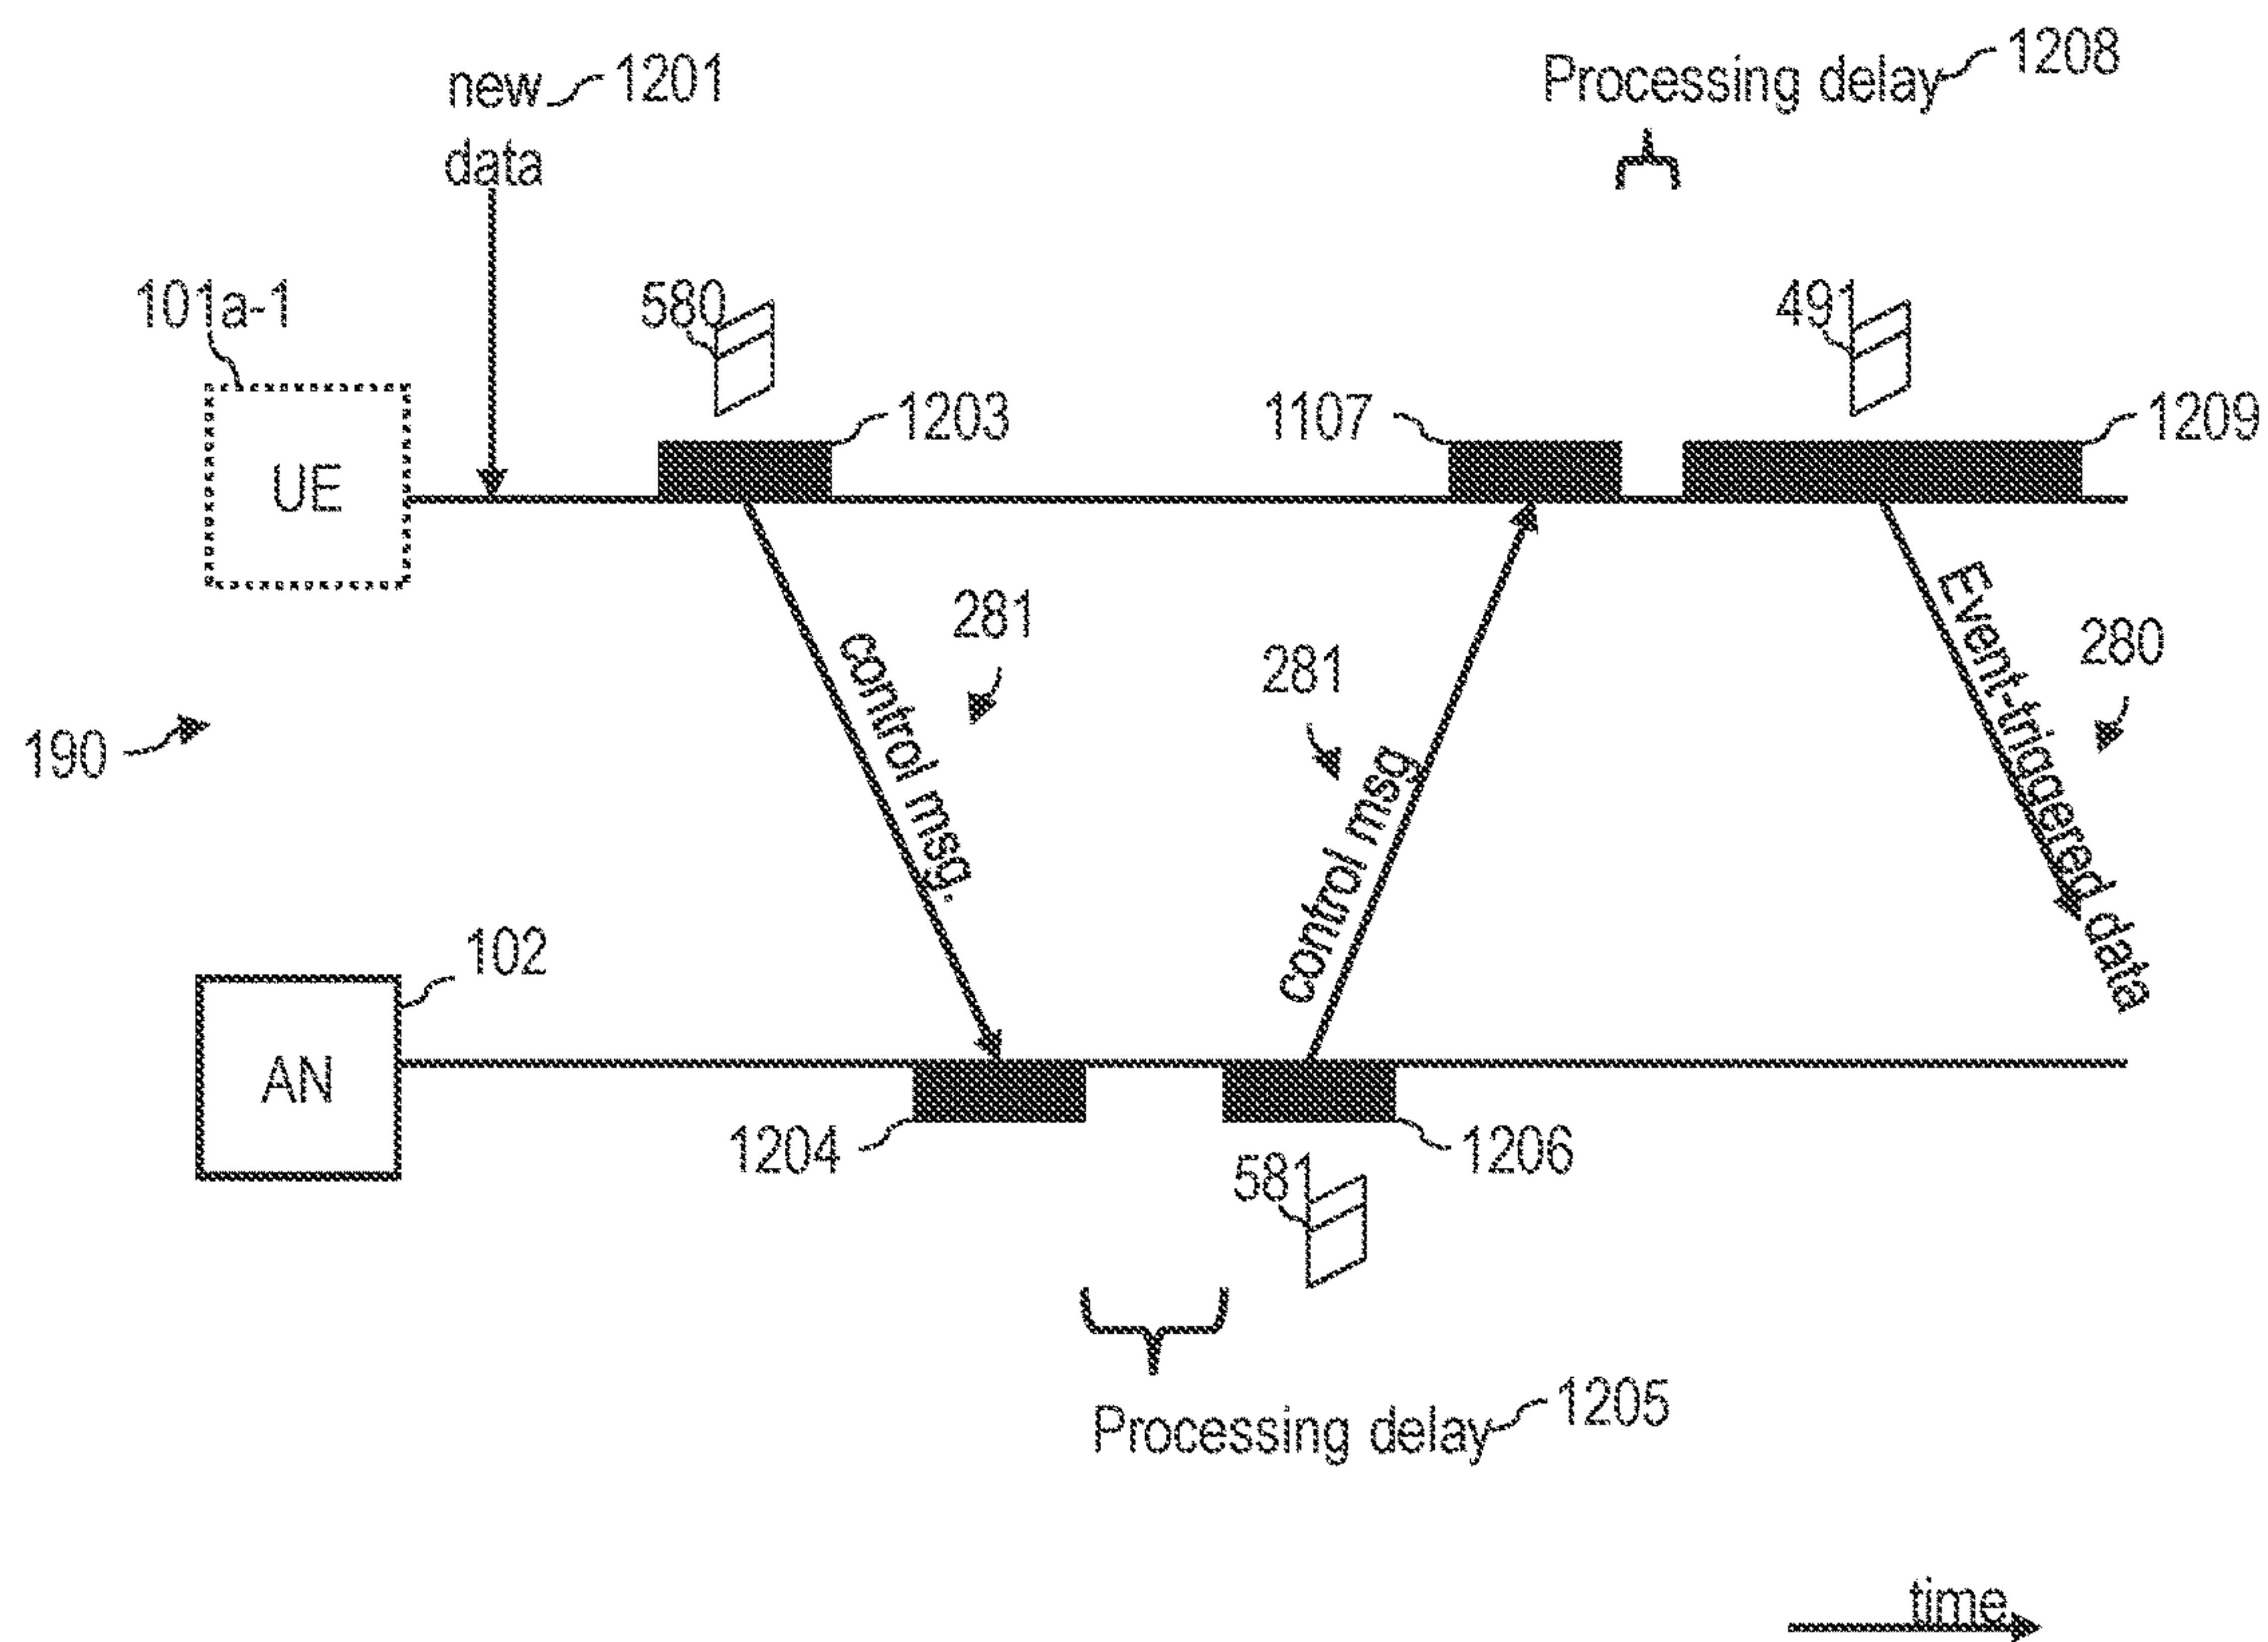 new 1201
data
Processing delay 1208
101a-1
580
491
1203
1107
1209
UE
control msg.
281
281
control msg
Event-triggered data
280
190
102
AN
1204
1206
581
Processing delay 1205
time